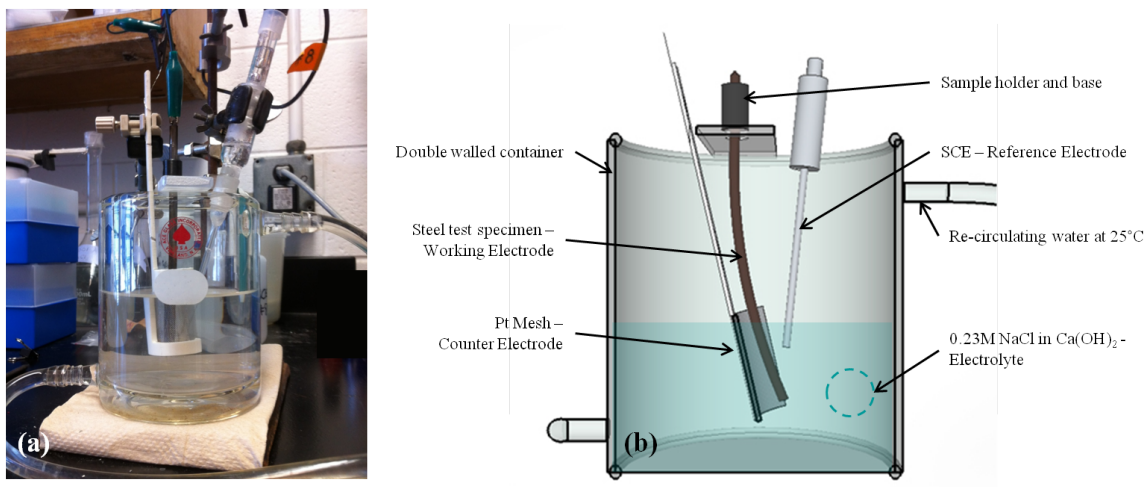 (a)
-8
Double walled container
Steel test specimen –
Working Electrode
Pt Mesh –
Counter Electrode
Sample holder and base
SCE – Reference Electrode
Re-circulating water at 25°C
0.23M NaCl in Ca(OH)₂ -
Electrolyte
(b)